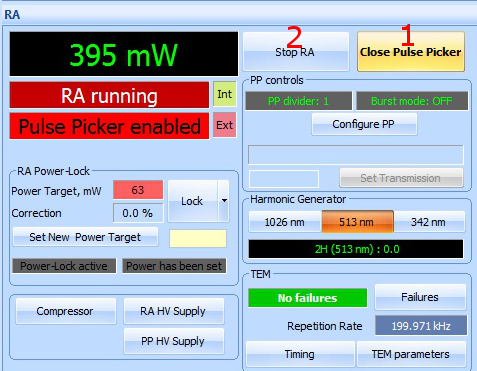 RA
395 mW
RA running
Int
Pulse Picker enabled
Ext
2
Stop RA
1
Close Pulse Picker
PP controls
PP divider: 1
Burst mode: OFF
Configure PP
Set Transmission
RA Power-Lock
Power Target, mW
63
Correction
0.0 %
Lock
Set New Power Target
Power-Lock active
Power has been set
Harmonic Generator
1026 nm
513 nm
342 nm
2H (513 nm) : 0.0
Compressor
RA HV Supply
PP HV Supply
TEM
No failures
Failures
Repetition Rate
199.971 kHz
Timing
TEM parameters